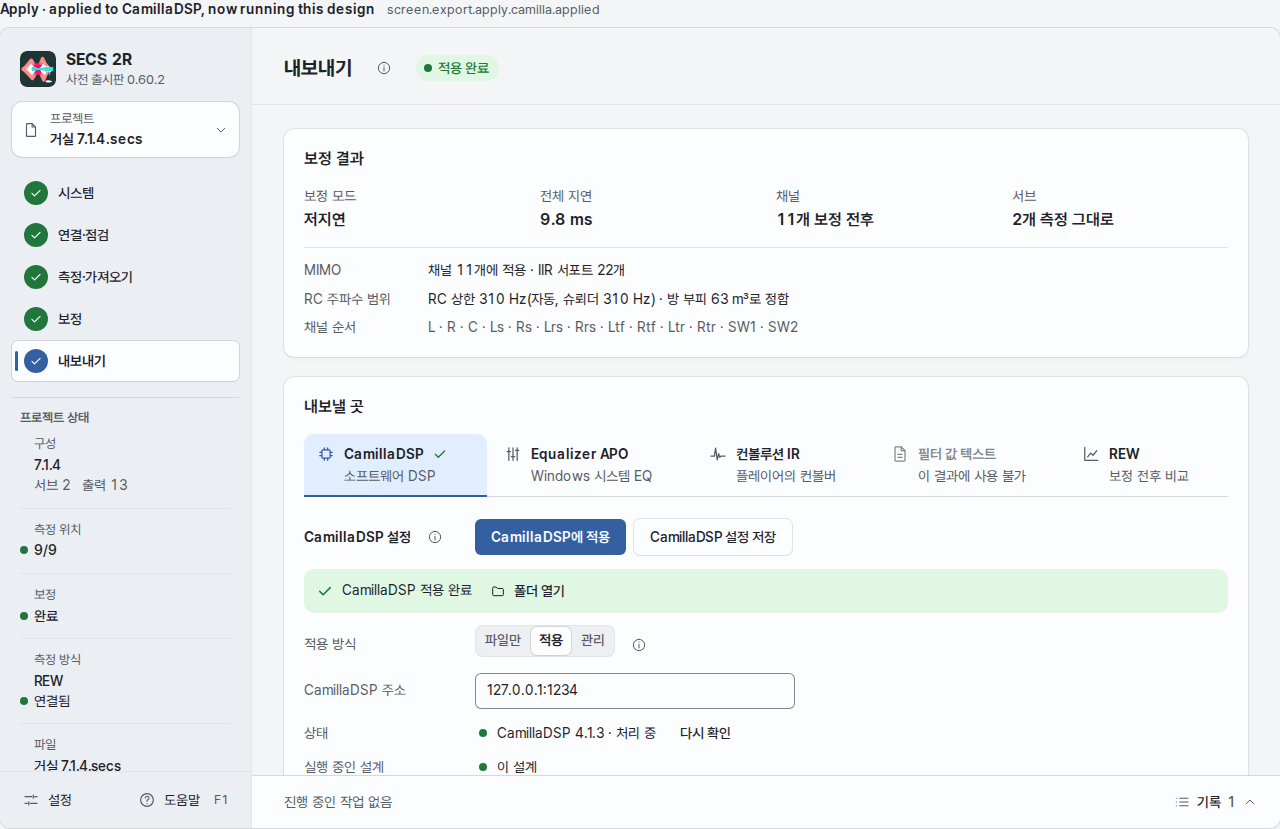 Apply · applied to CamillaDSP, now running this design screen.export.apply.camilla.applied
SECS 2R
사전 출시판 0.60.2
프로젝트
거실 7.1.4.secs
시스템
연결·점검
측정·가져오기
보정
내보내기
프로젝트 상태
구성
7.1.4
서브 2 출력 13
측정 위치
9/9
보정
완료
측정 방식
REW
연결됨
파일
거실 7.1.4.secs
설정 도움말 F1
내보내기 적용 완료
보정 결과
보정 모드 전체 지연 채널 서브
저지연 9.8 ms 11개 보정 전후 2개 측정 그대로
MIMO 채널 11개에 적용 · IIR 서포트 22개
RC 주파수 범위 RC 상한 310 Hz(자동, 슈뢰더 310 Hz) · 방 부피 63 m³로 정합
채널 순서 L · R · C · Ls · Rs · Lrs · Rrs · Ltf · Rtf · Ltr · Rtr · SW1 · SW2
내보낼 곳
CamillaDSP Equalizer APO 컨볼루션 IR 필터 값 텍스트 REW
소프트웨어 DSP Windows 시스템 EQ 플레이어의 컨볼버 이 결과에 사용 불가 보정 전후 비교
CamillaDSP 설정 CamillaDSP에 적용 CamillaDSP 설정 저장
CamillaDSP 적용 완료 폴더 열기
적용 방식 파일만 적용 관리
CamillaDSP 주소 127.0.0.1:1234
상태 CamillaDSP 4.1.3 · 처리 중 다시 확인
실행 중인 설계 이 설계
진행 중인 작업 없음 기록 1